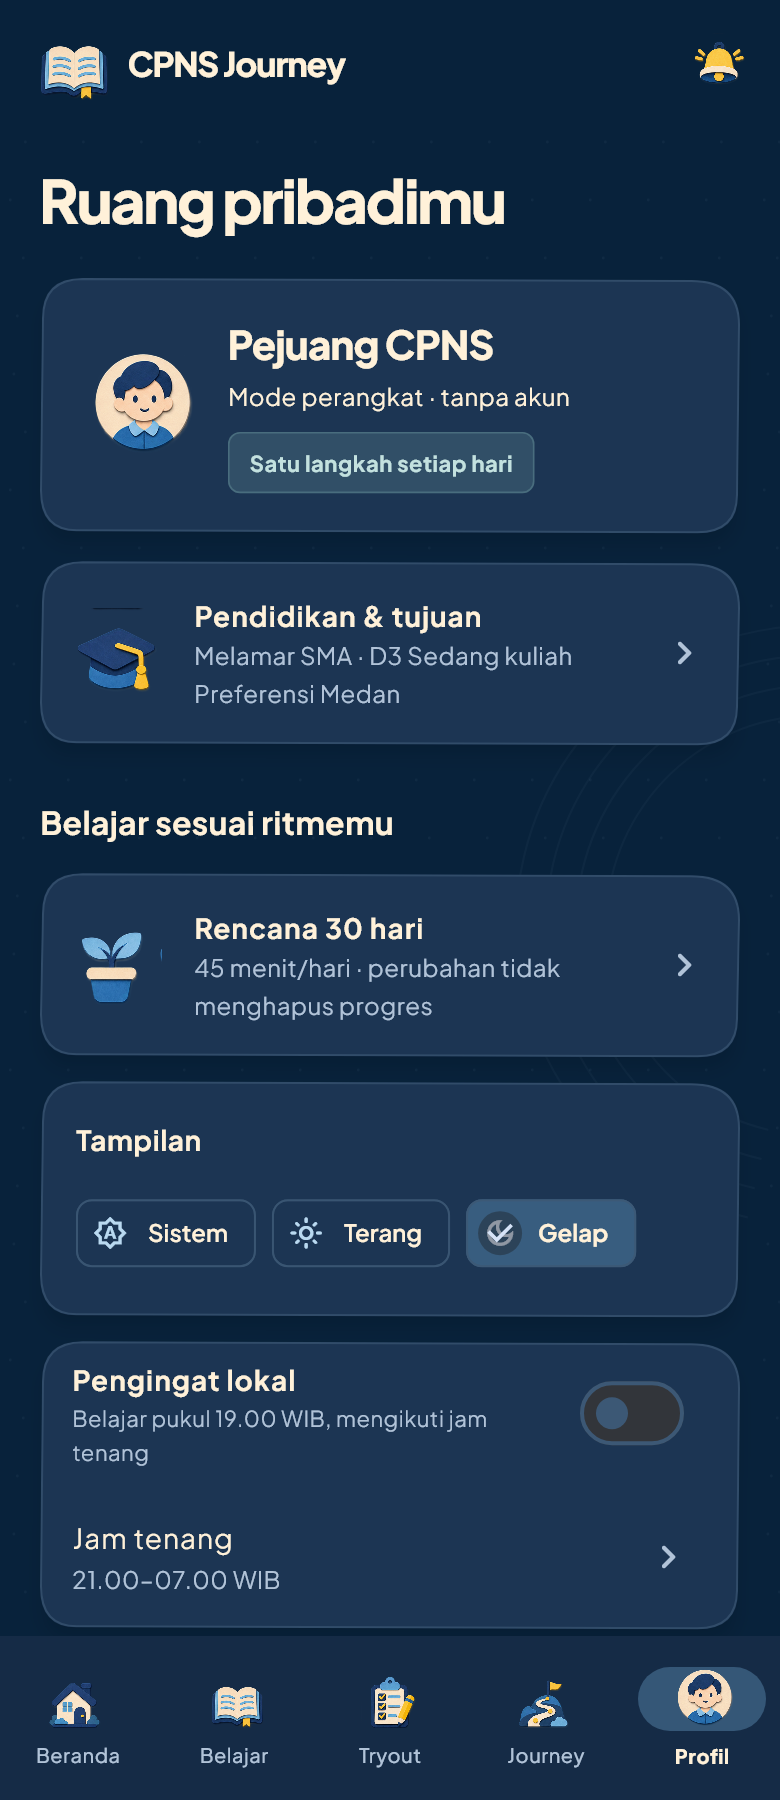 CPNS Journey
Ruang pribadimu
Pejuang CPNS
Mode perangkat · tanpa akun
Satu langkah setiap hari
Pendidikan & tujuan
Melamar SMA · D3 Sedang kuliah
Preferensi Medan
Belajar sesuai ritmemu
Rencana 30 hari
45 menit/hari · perubahan tidak
menghapus progres
Tampilan
Sistem
Terang
Gelap
Pengingat lokal
Belajar pukul 19.00 WIB, mengikuti jam
tenang
Jam tenang
21.00–07.00 WIB
Beranda
Belajar
Tryout
Journey
Profil